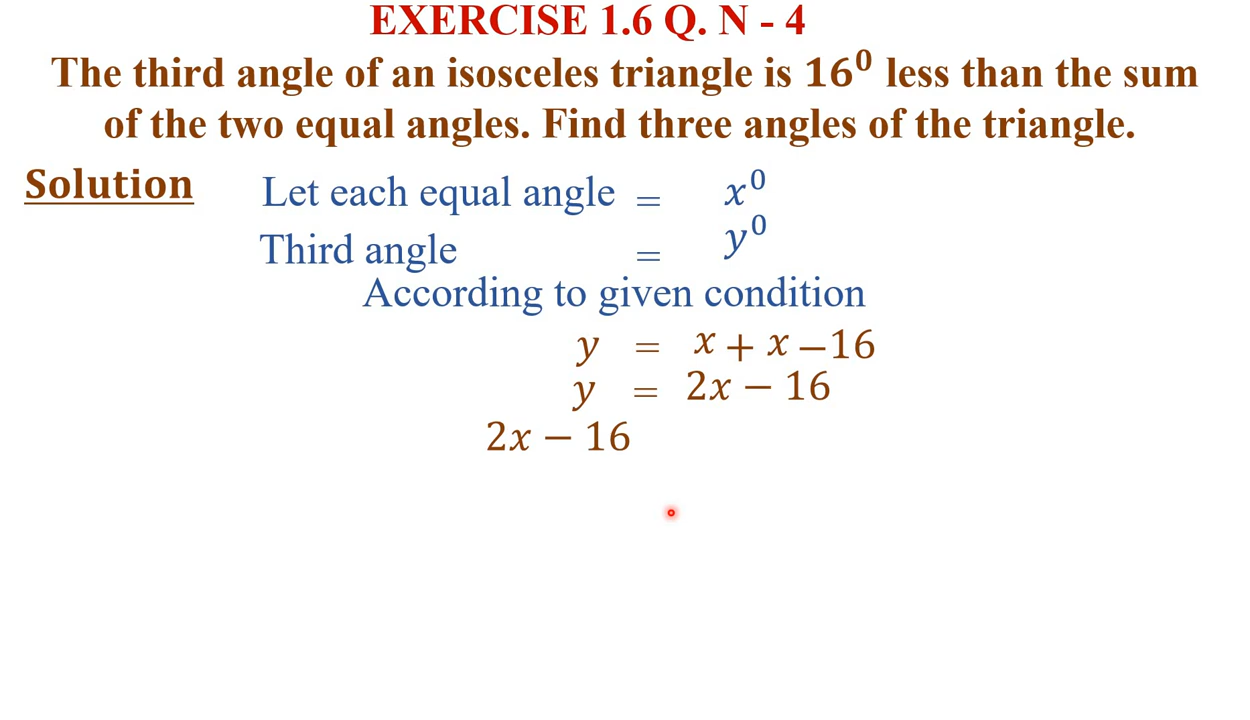 EXERCISE 1.6 Q. N - 4
The third angle of an isosceles triangle is 16⁰ less than the sum
of the two equal angles. Find three angles of the triangle.
Solution
Let each equal angle = x⁰
Third angle = y⁰
According to given condition
y = x + x − 16
y = 2x − 16
2x − 16